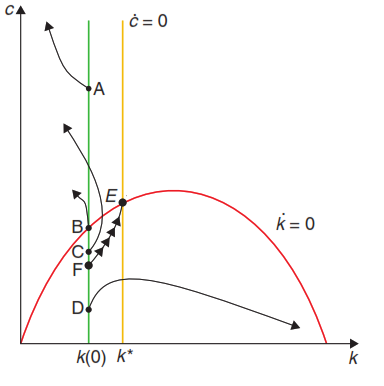 c
ċ = 0
A
E
B
k̇ = 0
C
F
D
k(0)
k*
k